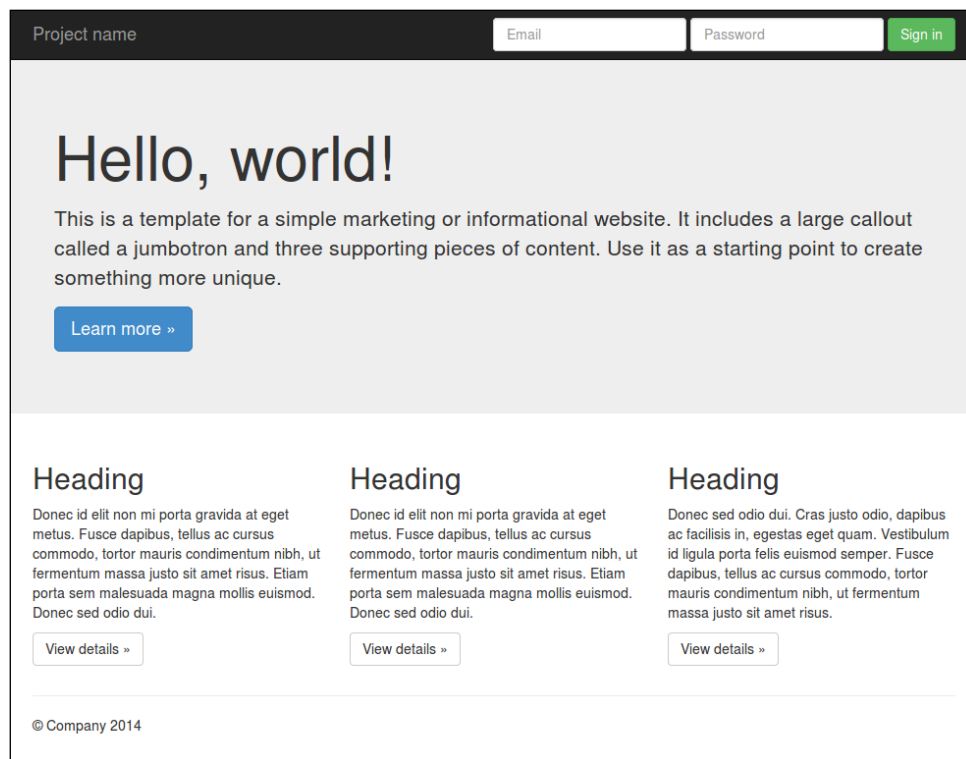 Project name
Email
Password
Sign in
Hello, world!
This is a template for a simple marketing or informational website. It includes a large callout
called a jumbotron and three supporting pieces of content. Use it as a starting point to create
something more unique.
Learn more »
Heading
Donec id elit non mi porta gravida at eget
metus. Fusce dapibus, tellus ac cursus
commodo, tortor mauris condimentum nibh, ut
fermentum massa justo sit amet risus. Etiam
porta sem malesuada magna mollis euismod.
Donec sed odio dui.
View details »
Heading
Donec id elit non mi porta gravida at eget
metus. Fusce dapibus, tellus ac cursus
commodo, tortor mauris condimentum nibh, ut
fermentum massa justo sit amet risus. Etiam
porta sem malesuada magna mollis euismod.
Donec sed odio dui.
View details »
Heading
Donec sed odio dui. Cras justo odio, dapibus
ac facilisis in, egestas eget quam. Vestibulum
id ligula porta felis euismod semper. Fusce
dapibus, tellus ac cursus commodo, tortor
mauris condimentum nibh, ut fermentum
massa justo sit amet risus.
View details »
© Company 2014